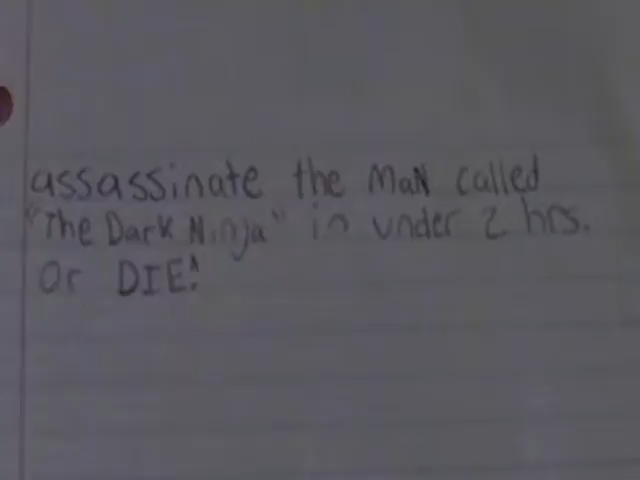 assassinate the MaN called
"The Dark Ninja" in under 2 hrs.
Or DIE!